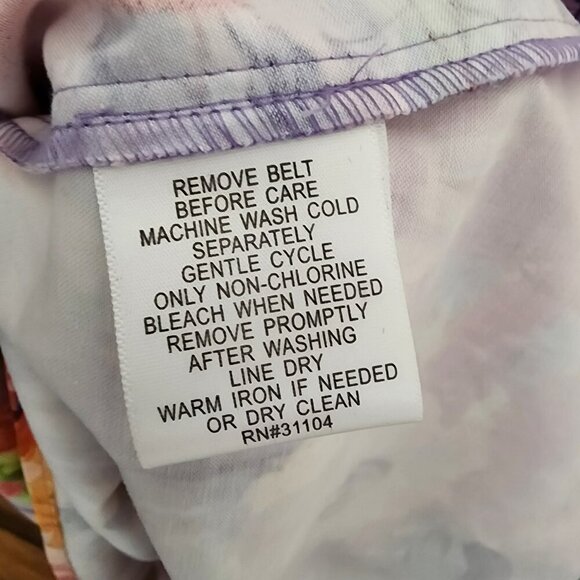 REMOVE BELT
BEFORE CARE
MACHINE WASH COLD
SEPARATELY
GENTLE CYCLE
ONLY NON-CHLORINE
BLEACH WHEN NEEDED
REMOVE PROMPTLY
AFTER WASHING
LINE DRY
WARM IRON IF NEEDED
OR DRY CLEAN
RN#31104